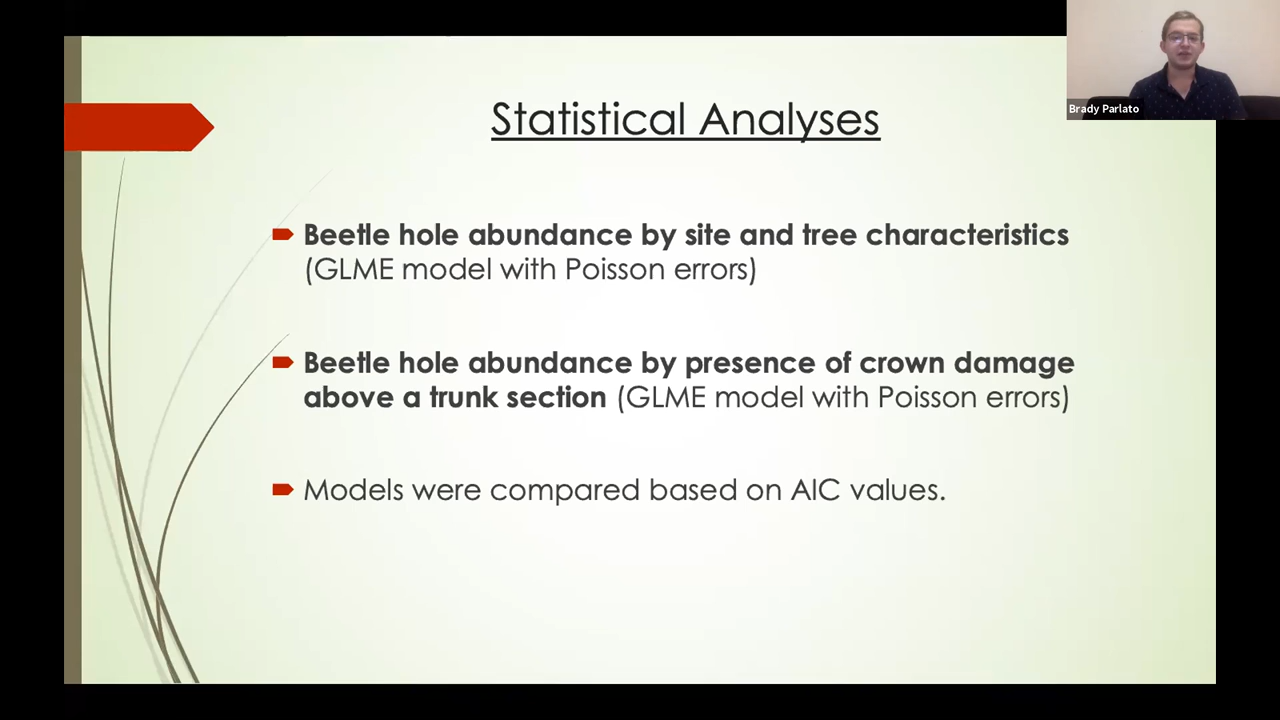 Statistical Analyses
Brady Parlato
Beetle hole abundance by site and tree characteristics
(GLME model with Poisson errors)
Beetle hole abundance by presence of crown damage
above a trunk section (GLME model with Poisson errors)
Models were compared based on AIC values.